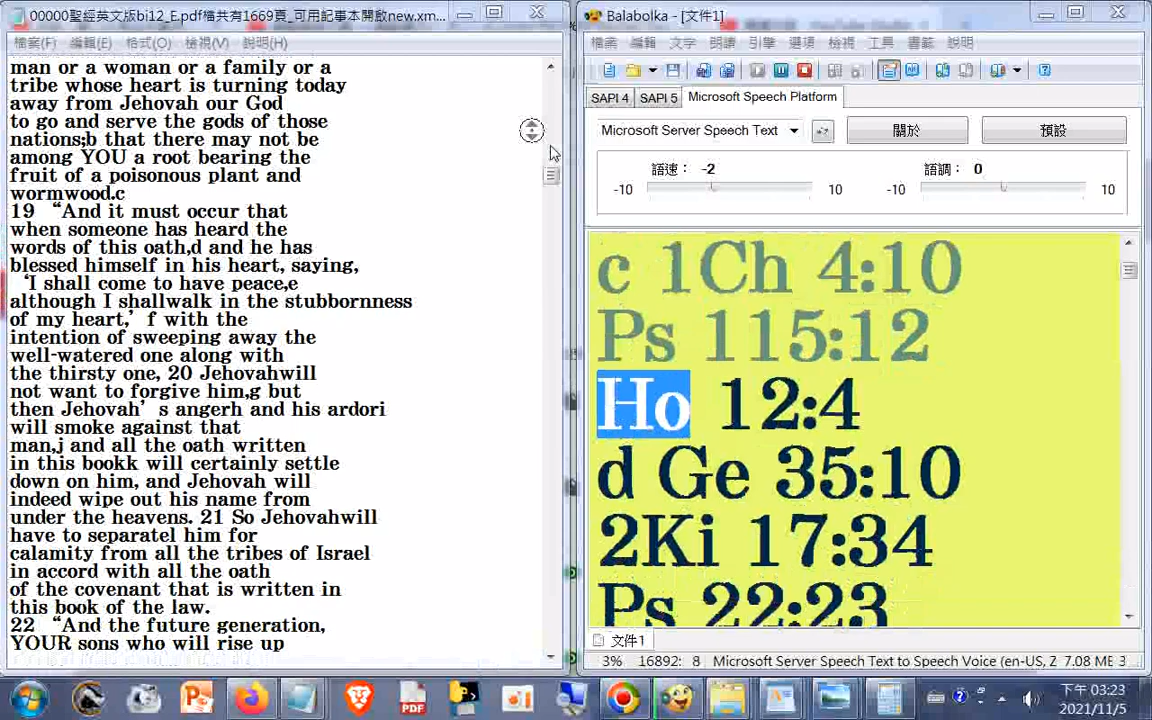 00000聖經英文版bi12_E.pdf檔共有1669頁_可用記事本開啟new.xm...
檔案(F) 編輯(E) 格式(O) 檢視(V) 說明(H)
man or a woman or a family or a
tribe whose heart is turning today
away from Jehovah our God
to go and serve the gods of those
nations;b that there may not be
among YOU a root bearing the
fruit of a poisonous plant and
wormwood.c
19 “And it must occur that
when someone has heard the
words of this oath,d and he has
blessed himself in his heart, saying,
‘I shall come to have peace,e
although I shallwalk in the stubbornness
of my heart,’ f with the
intention of sweeping away the
well-watered one along with
the thirsty one, 20 Jehovahwill
not want to forgive him,g but
then Jehovah’s angerh and his ardori
will smoke against that
man,j and all the oath written
in this bookk will certainly settle
down on him, and Jehovah will
indeed wipe out his name from
under the heavens. 21 So Jehovahwill
have to separatel him for
calamity from all the tribes of Israel
in accord with all the oath
of the covenant that is written in
this book of the law.
22 “And the future generation,
YOUR sons who will rise up
Balabolka - [文件1]
檔案 編輯 文字 朗讀 引擎 選項 檢視 工具 書籤 說明
SAPI 4 SAPI 5 Microsoft Speech Platform
Microsoft Server Speech Text 關於 預設
語速: -2 語調: 0
-10 10 -10 10
c 1Ch 4:10
Ps 115:12
Ho 12:4
d Ge 35:10
2Ki 17:34
Ps 22:23
文件1
3% 16892: 8 Microsoft Server Speech Text to Speech Voice (en-US, Z 7.08 MB
下午 03:23
2021/11/5